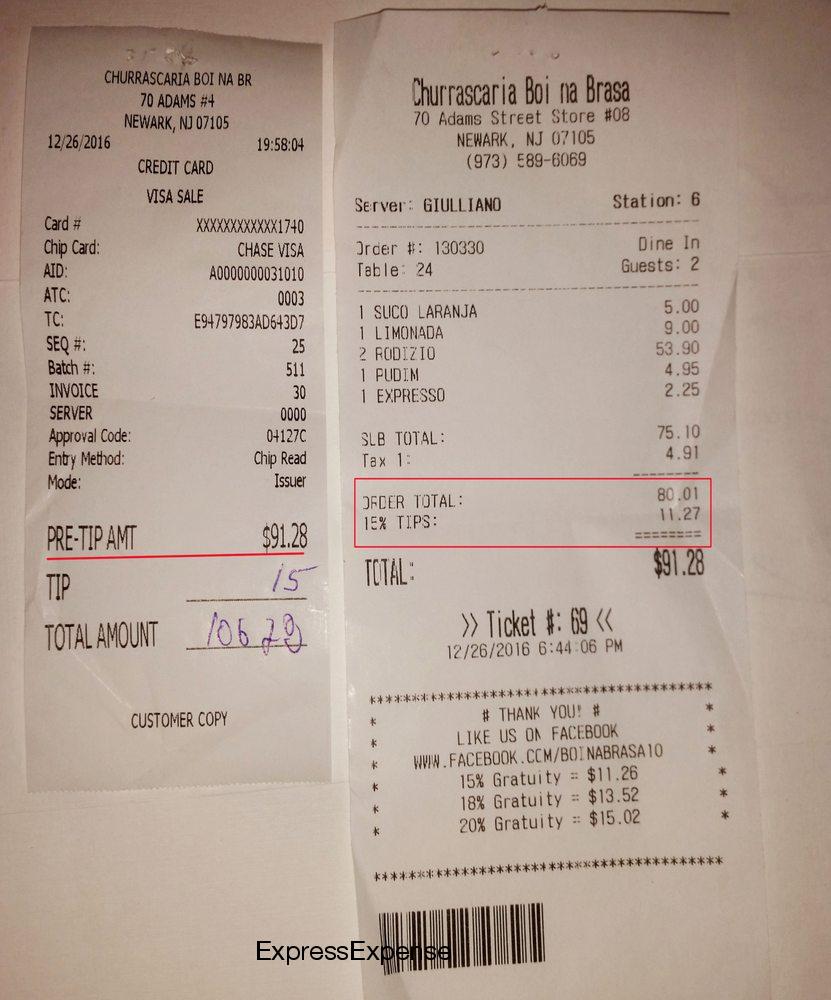 CHURRASCARIA BOI NA BR
70 ADAMS #4
NEWARK, NJ 07105
12/26/2016 19:58:04
CREDIT CARD
VISA SALE
Card # XXXXXXXXXXXX1740
Chip Card: CHASE VISA
AID: A0000000031010
ATC: 0003
TC: E94797983AD643D7
SEQ #: 25
Batch #: 511
INVOICE 30
SERVER 0000
Approval Code: 04127C
Entry Method: Chip Read
Mode: Issuer
PRE-TIP AMT $91.28
TIP 15
TOTAL AMOUNT 106 28
CUSTOMER COPY
Churrascaria Boi na Brasa
70 Adams Street Store #08
NEWARK, NJ 07105
(973) 589-6069
Server: GIULLIANO Station: 6
Order #: 130330 Dine In
Table: 24 Guests: 2
1 SUCO LARANJA 5.00
1 LIMONADA 9.00
2 RODIZIO 53.90
1 PUDIM 4.95
1 EXPRESSO 2.25
SUB TOTAL: 75.10
Tax 1: 4.91
ORDER TOTAL: 80.01
15% TIPS: 11.27
========
TOTAL: $91.28
>> Ticket #: 69 <<
12/26/2016 6:44:06 PM
****************************************
* # THANK YOU! # *
* LIKE US ON FACEBOOK *
* WWW.FACEBOOK.COM/BOINABRASA10 *
* 15% Gratuity = $11.26 *
* 18% Gratuity = $13.52 *
* 20% Gratuity = $15.02 *
****************************************
ExpressExpense